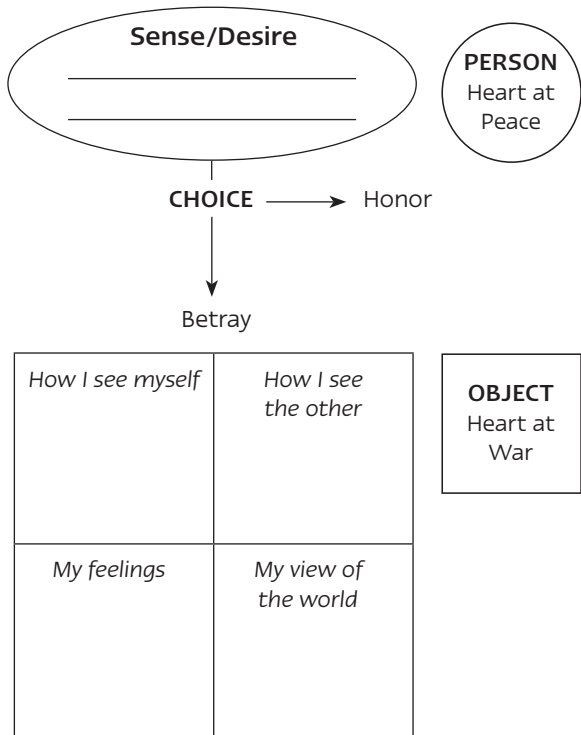 Sense/Desire
PERSON
Heart at
Peace
CHOICE
Honor
Betray
How I see myself
How I see
the other
OBJECT
Heart at
War
My feelings
My view of
the world